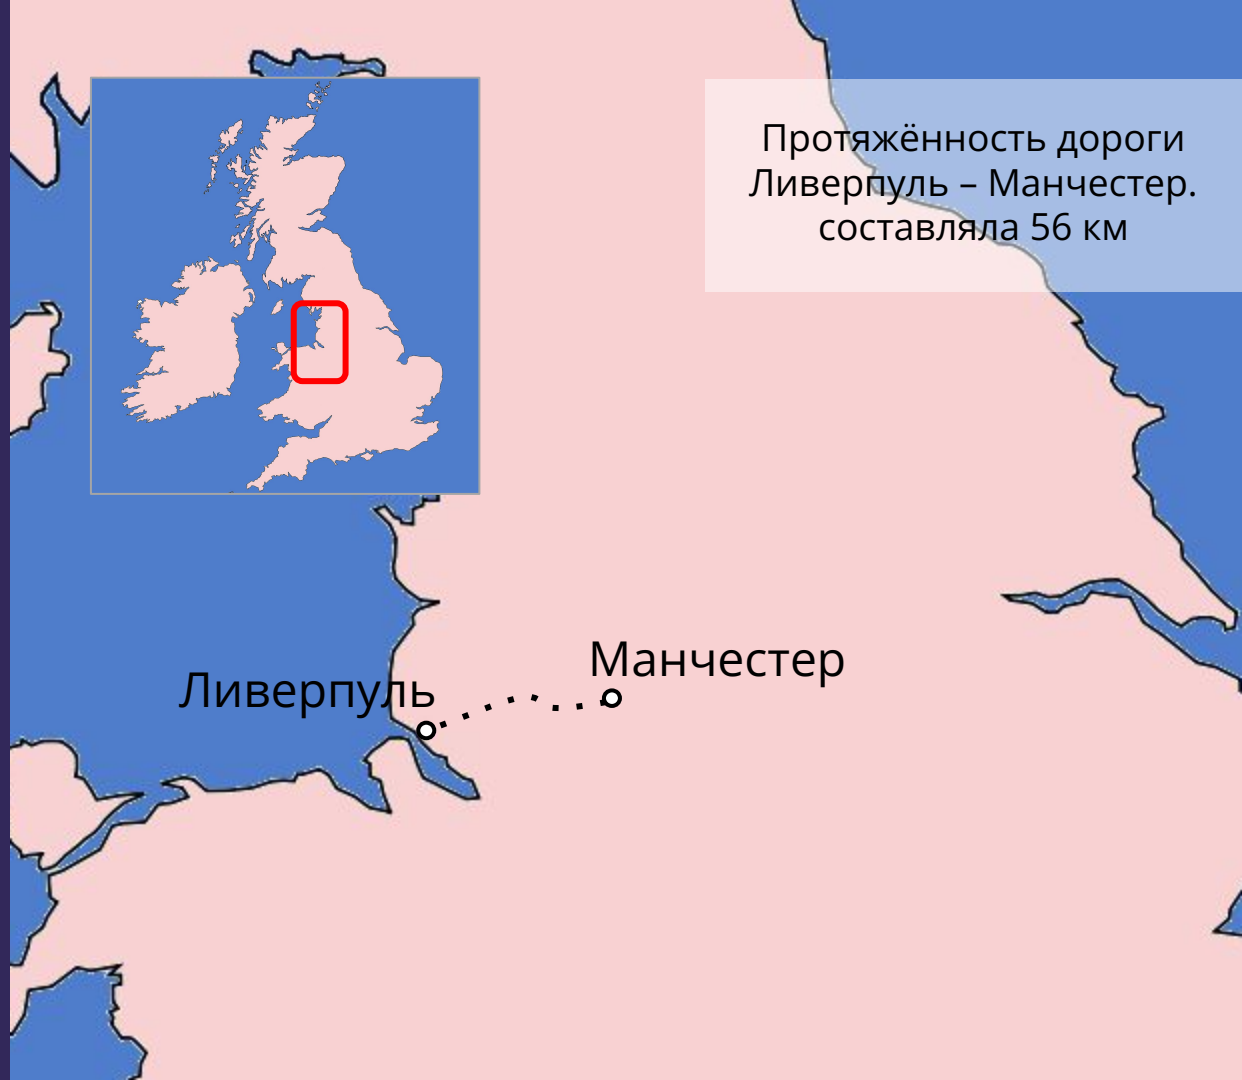 Протяжённость дороги
Ливерпуль – Манчестер.
составляла 56 км
Манчестер
Ливерпуль